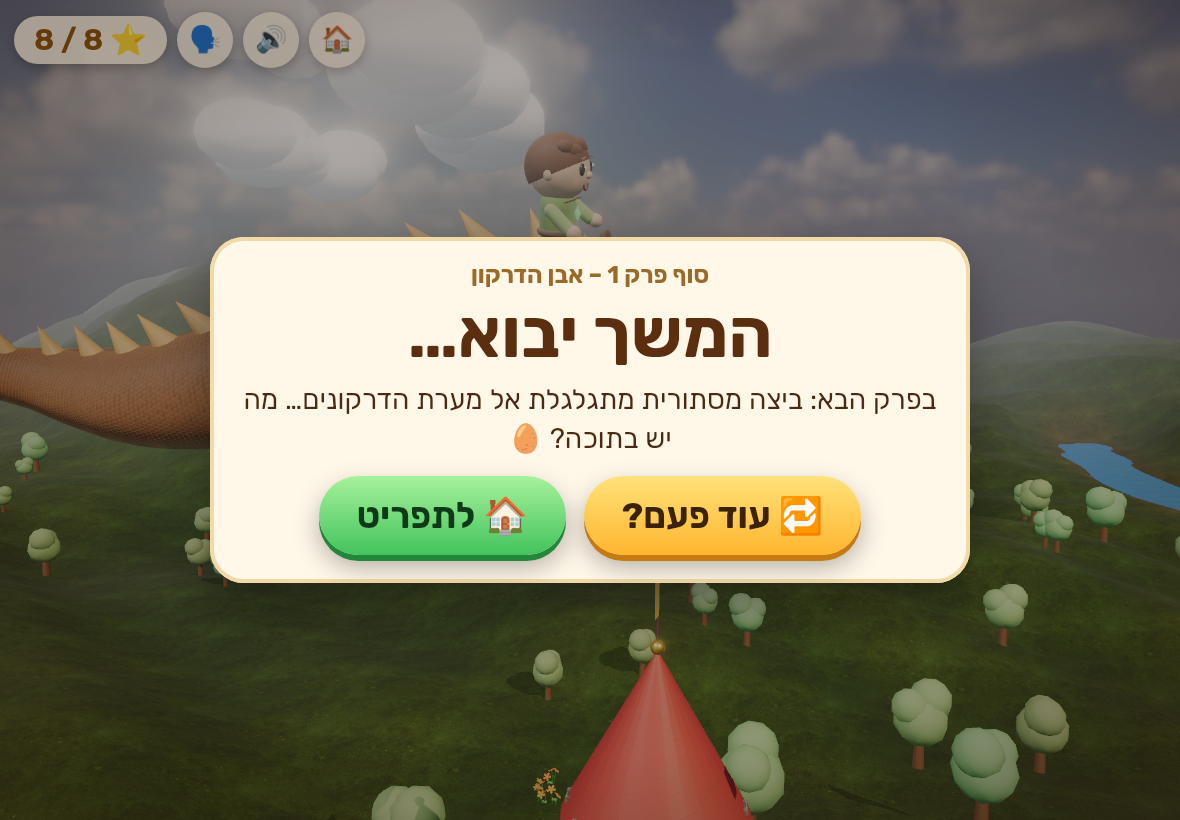 8 / 8 ⭐
סוף פרק 1 – אבן הדרקון
המשך יבוא...
בפרק הבא: ביצה מסתורית מתגלגלת אל מערת הדרקונים... מה
יש בתוכה? 🥚
🔁 עוד פעם?
🏠 לתפריט